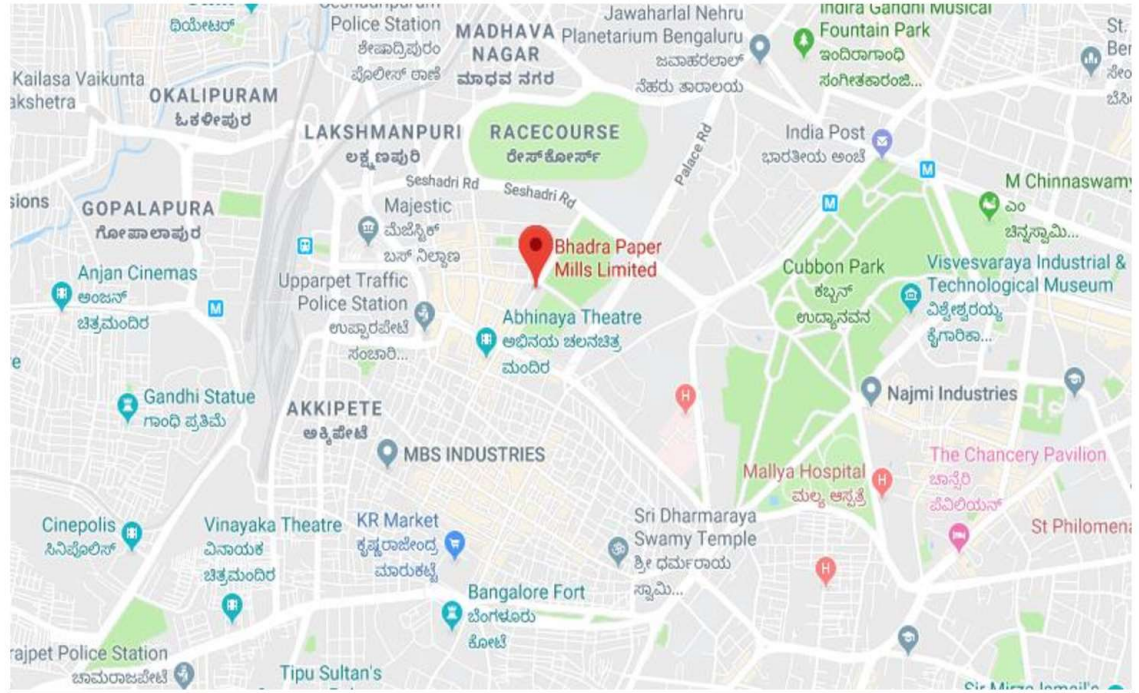 ಥಿಯೇಟರ್
Police Station
ಶೇಷಾದ್ರಿಪುರಂ
ಪೊಲೀಸ್ ಠಾಣೆ
MADHAVA
NAGAR
ಮಾಧವ ನಗರ
Jawaharlal Nehru
Planetarium Bengaluru
ಜವಾಹರಲಾಲ್
ನೆಹರು ತಾರಾಲಯ
Indira Gandhi Musical
Fountain Park
ಇಂದಿರಾಗಾಂಧಿ
ಸಂಗೀತಕಾರಂಜಿ...
St.
Kailasa Vaikunta
akshetra
OKALIPURAM
ಓಕಳೀಪುರ
LAKSHMANPURI
ಲಕ್ಷ್ಮಣಪುರಿ
RACECOURSE
ರೇಸ್‌ಕೋರ್ಸ್
Palace Rd
India Post
ಭಾರತೀಯ ಅಂಚೆ
M
M
Seshadri Rd
Seshadri Rd
sions
GOPALAPURA
ಗೋಪಾಲಾಪುರ
Majestic
ಮೆಜೆಸ್ಟಿಕ್
ಬಸ್ ನಿಲ್ದಾಣ
M Chinnaswamy
ಎಂ
ಚಿನ್ನಸ್ವಾಮಿ...
Bhadra Paper
Mills Limited
Anjan Cinemas
ಅಂಜನ್
ಚಿತ್ರಮಂದಿರ
M
Upparpet Traffic
Police Station
ಉಪ್ಪಾರಪೇಟೆ
ಸಂಚಾರಿ...
Cubbon Park
ಕಬ್ಬನ್
ಉದ್ಯಾನವನ
Visvesvaraya Industrial &
Technological Museum
ವಿಶ್ವೇಶ್ವರಯ್ಯ
ಕೈಗಾರಿಕಾ...
Abhinaya Theatre
ಅಭಿನಯ ಚಲನಚಿತ್ರ
ಮಂದಿರ
Gandhi Statue
ಗಾಂಧಿ ಪ್ರತಿಮೆ
AKKIPETE
ಅಕ್ಕಿಪೇಟೆ
H
Najmi Industries
MBS INDUSTRIES
Mallya Hospital
ಮಲ್ಯ ಆಸ್ಪತ್ರೆ
H
The Chancery Pavilion
ಚಾನ್ಸೆರಿ
ಪೆವಿಲಿಯನ್
Cinepolis
ಸಿನಿಪೊಲಿಸ್
Vinayaka Theatre
ವಿನಾಯಕ
ಚಿತ್ರಮಂದಿರ
KR Market
ಕೃಷ್ಣರಾಜೇಂದ್ರ
ಮಾರುಕಟ್ಟೆ
Sri Dharmaraya
Swamy Temple
ಶ್ರೀ ಧರ್ಮರಾಯ
ಸ್ವಾಮಿ...
St Philomena
H
Bangalore Fort
ಬೆಂಗಳೂರು
ಕೋಟೆ
rajpet Police Station
ಚಾಮರಾಜಪೇಟೆ
Tipu Sultan's
Sir Mirza Ismail's